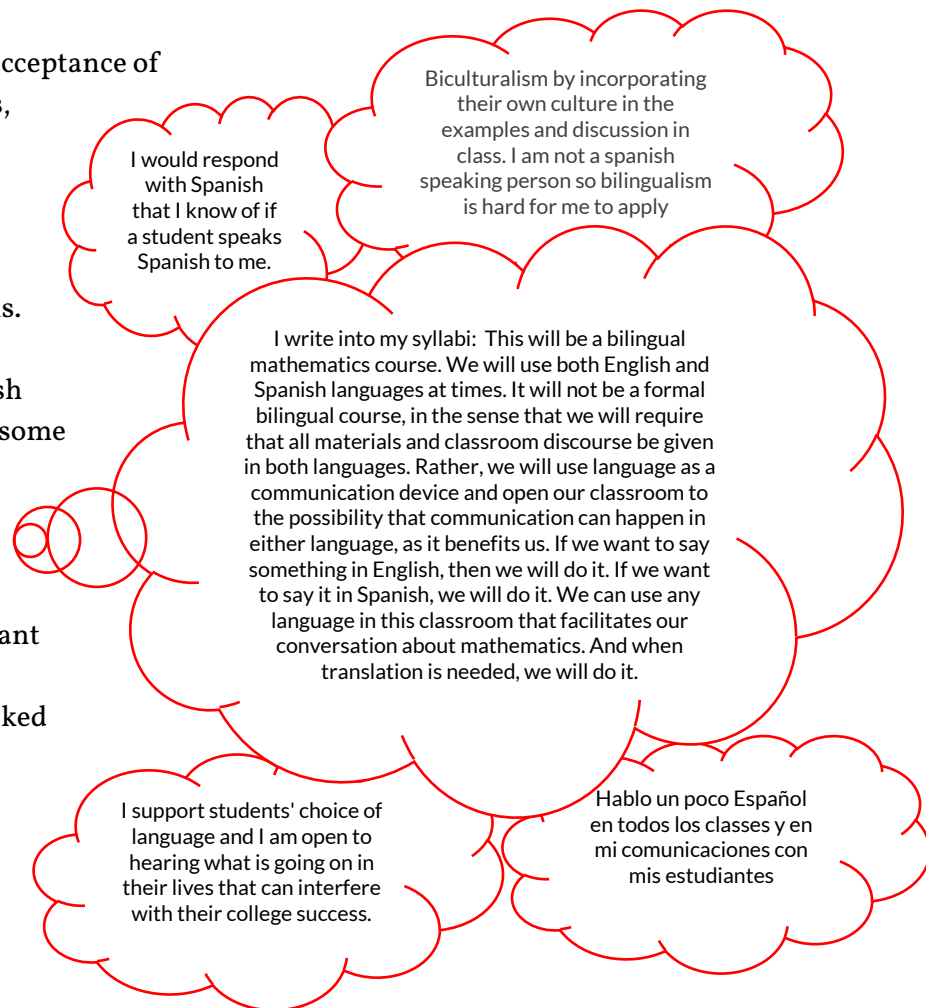 cceptance of
s,
s.
sh
some
ant
ked
I would respond
with Spanish
that I know of if
a student speaks
Spanish to me.
Biculturalism by incorporating
their own culture in the
examples and discussion in
class. I am not a spanish
speaking person so bilingualism
is hard for me to apply
I write into my syllabi: This will be a bilingual
mathematics course. We will use both English and
Spanish languages at times. It will not be a formal
bilingual course, in the sense that we will require
that all materials and classroom discourse be given
in both languages. Rather, we will use language as a
communication device and open our classroom to
the possibility that communication can happen in
either language, as it benefits us. If we want to say
something in English, then we will do it. If we want
to say it in Spanish, we will do it. We can use any
language in this classroom that facilitates our
conversation about mathematics. And when
translation is needed, we will do it.
I support students' choice of
language and I am open to
hearing what is going on in
their lives that can interfere
with their college success.
Hablo un poco Español
en todos los classes y en
mi comunicaciones con
mis estudiantes